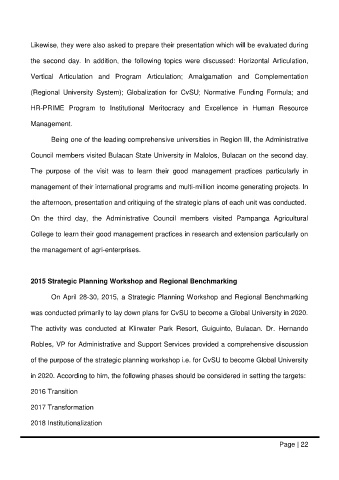 Likewise, they were also asked to prepare their presentation which will be evaluated during
the second day. In addition, the following topics were discussed: Horizontal Articulation,
Vertical Articulation and Program Articulation; Amalgamation and Complementation
(Regional University System); Globalization for CvSU; Normative Funding Formula; and
HR-PRIME Program to Institutional Meritocracy and Excellence in Human Resource
Management.
Being one of the leading comprehensive universities in Region III, the Administrative
Council members visited Bulacan State University in Malolos, Bulacan on the second day.
The purpose of the visit was to learn their good management practices particularly in
management of their international programs and multi-million income generating projects. In
the afternoon, presentation and critiquing of the strategic plans of each unit was conducted.
On the third day, the Administrative Council members visited Pampanga Agricultural
College to learn their good management practices in research and extension particularly on
the management of agri-enterprises.
2015 Strategic Planning Workshop and Regional Benchmarking
On April 28-30, 2015, a Strategic Planning Workshop and Regional Benchmarking
was conducted primarily to lay down plans for CvSU to become a Global University in 2020.
The activity was conducted at Klirwater Park Resort, Guiguinto, Bulacan. Dr. Hernando
Robles, VP for Administrative and Support Services provided a comprehensive discussion
of the purpose of the strategic planning workshop i.e. for CvSU to become Global University
in 2020. According to him, the following phases should be considered in setting the targets:
2016 Transition
2017 Transformation
2018 Institutionalization
Page | 22